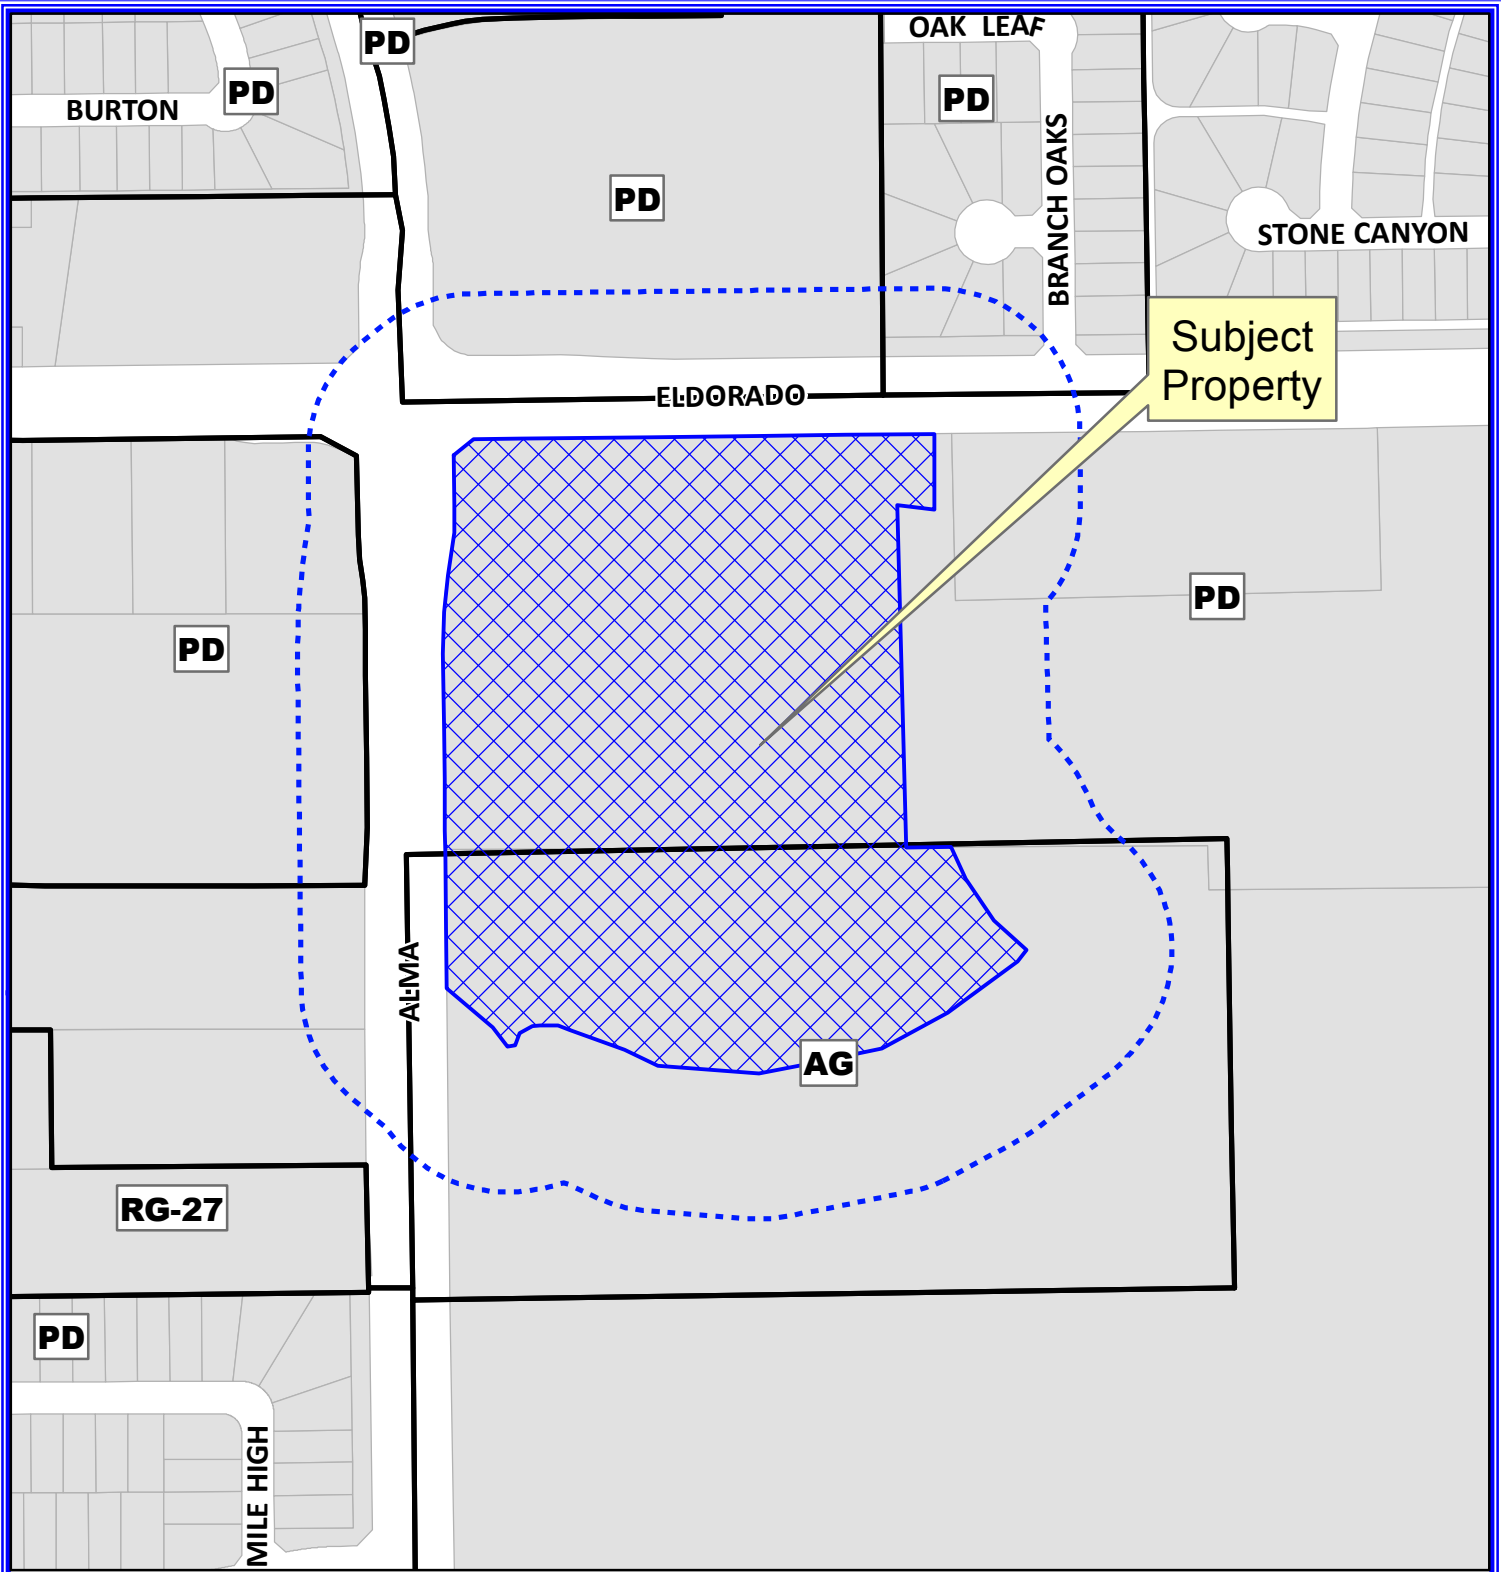 OAK LEAF
PD
PD
PD
BURTON
PD
BRANCH OAKS
STONE CANYON
Subject
Property
ELDORADO
PD
PD
ALMA
AG
RG-27
PD
MILE HIGH